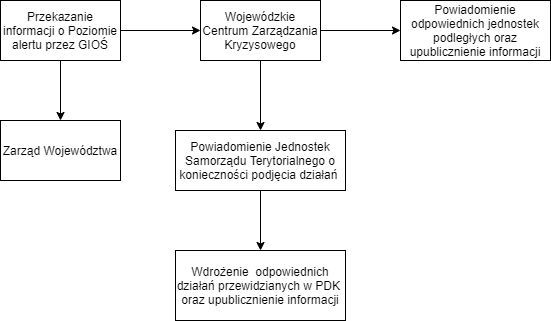 Przekazanie
informacji o Poziomie
alertu przez GIOŚ
Wojewódzkie
Centrum Zarządzania
Kryzysowego
Powiadomienie
odpowiednich jednostek
podległych oraz
upublicznienie informacji
Zarząd Województwa
Powiadomienie Jednostek
Samorządu Terytorialnego o
konieczności podjęcia działań
Wdrożenie odpowiednich
działań przewidzianych w PDK
oraz upublicznienie informacji